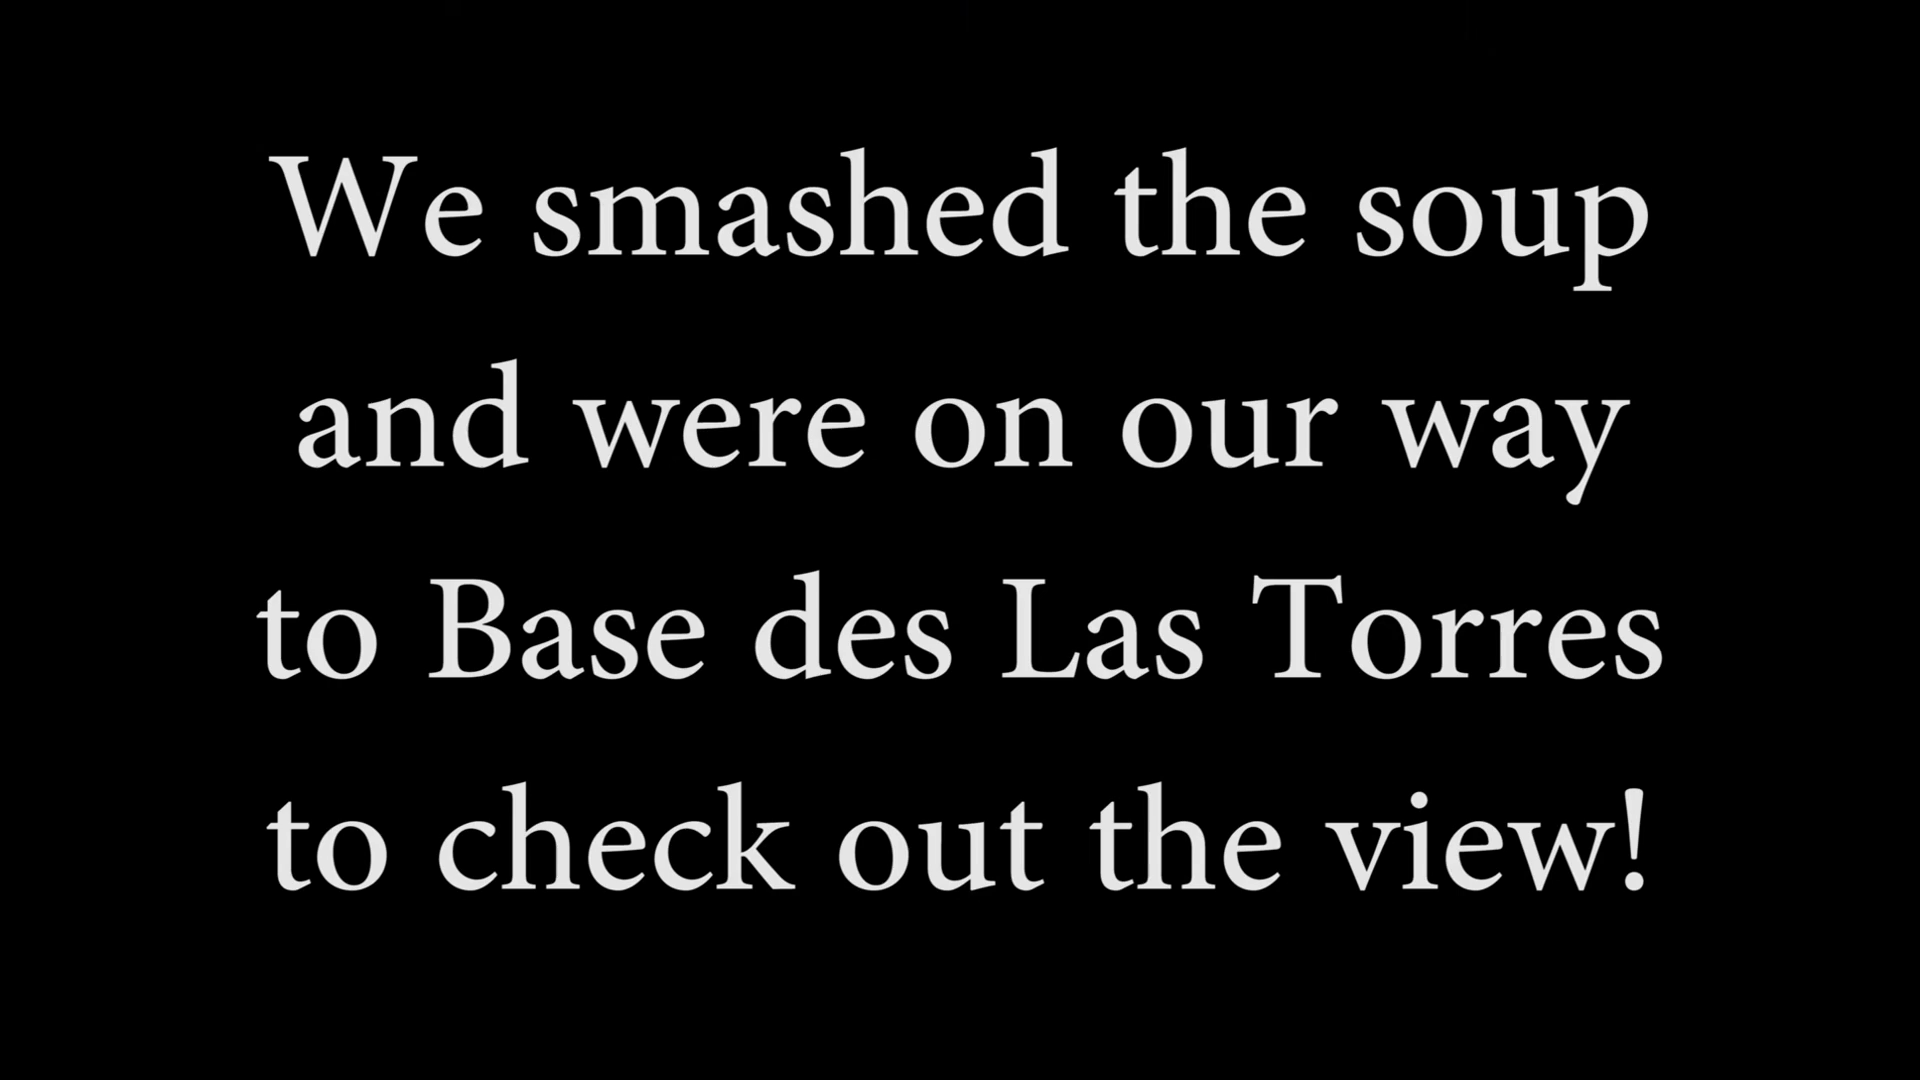 We smashed the soup
and were on our way
to Base des Las Torres
to check out the view!